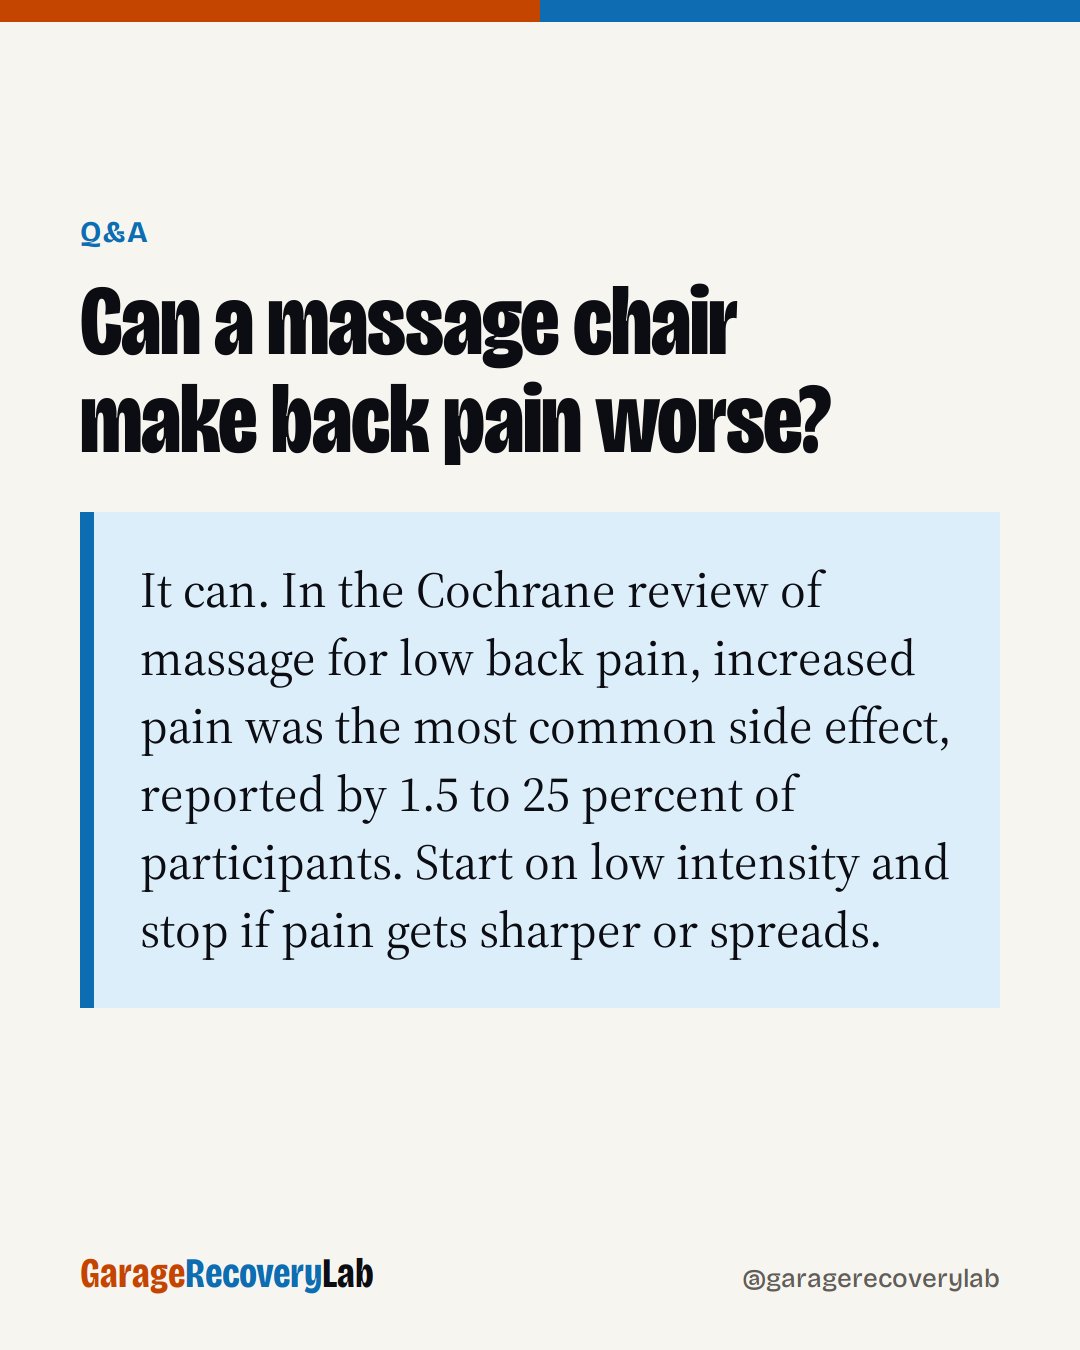 Q&A
Can a massage chair
make back pain worse?
It can. In the Cochrane review of
massage for low back pain, increased
pain was the most common side effect,
reported by 1.5 to 25 percent of
participants. Start on low intensity and
stop if pain gets sharper or spreads.
GarageRecoveryLab
@garagerecoverylab